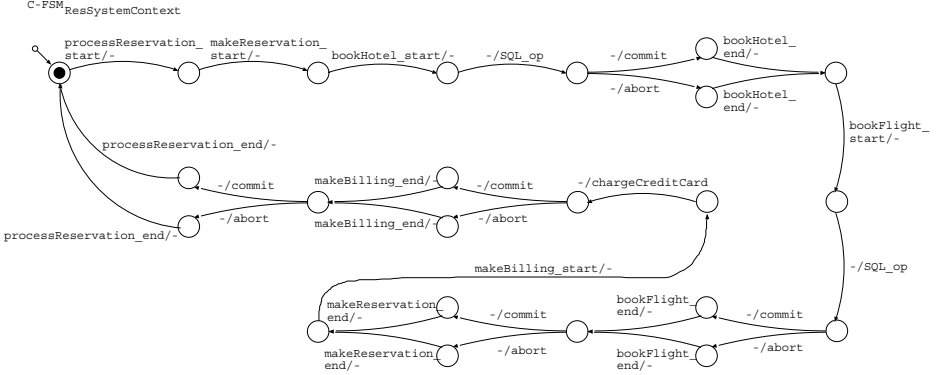 C-FSM ResSystemContext
processReservation_
start/-
makeReservation_
start/-
bookHotel_start/-
-/SQL_op
-/commit
-/abort
bookHotel_
end/-
bookHotel_
end/-
bookFlight_
start/-
processReservation_end/-
-/commit
-/abort
processReservation_end/-
makeBilling_end/-
makeBilling_end/-
-/commit
-/abort
-/chargeCreditCard
-/SQL_op
makeBilling_start/-
makeReservation_
end/-
makeReservation_
end/-
-/commit
-/abort
bookFlight_
end/-
bookFlight_
end/-
-/commit
-/abort